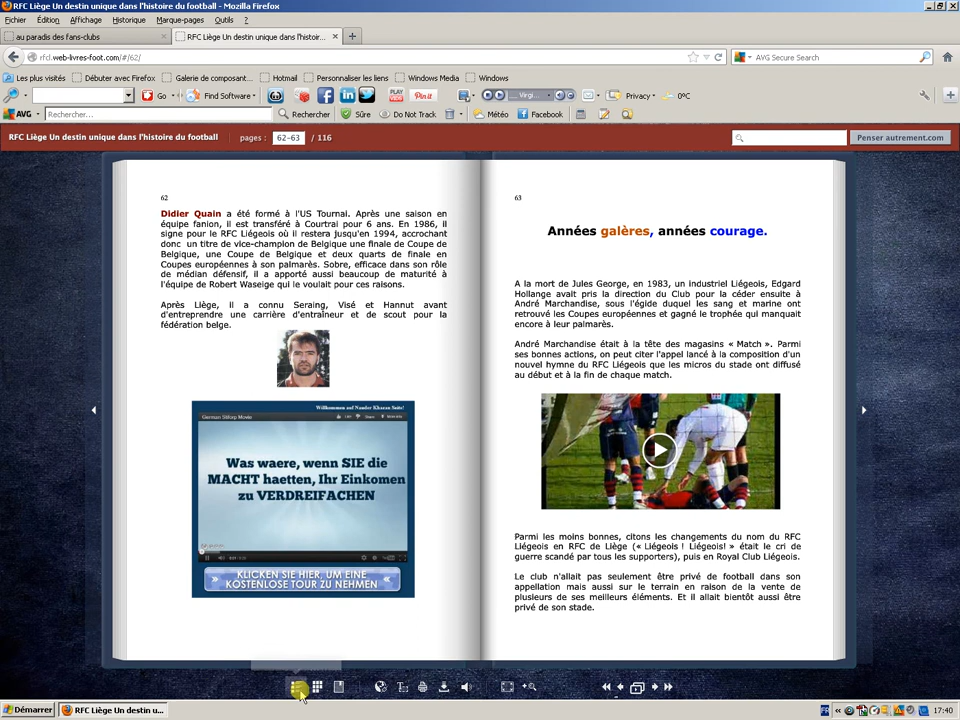 RFC Liège Un destin unique dans l'histoire du football - Mozilla Firefox
Fichier Édition Affichage Historique Marque-pages Outils ?
au paradis des fans-clubs
RFC Liège Un destin unique dans l'histoir...
rfcl.web-livres-foot.com/#/62/
AVG Secure Search
Les plus visités Débuter avec Firefox Galerie de composant... Hotmail Personnaliser les liens Windows Media Windows
Go Find Software PLAY VIDEO Pin it Virgi... Privacy 0°C
AVG Rechercher... Rechercher Sûre Do Not Track Météo Facebook
RFC Liège Un destin unique dans l'histoire du football pages : 62-63 / 116 Penser autrement.com
62
Didier Quain a été formé à l'US Tournai. Après une saison en
équipe fanion, il est transféré à Courtrai pour 6 ans. En 1986, il
signe pour le RFC Liégeois où il restera jusqu'en 1994, accrochant
donc un titre de vice-champion de Belgique une finale de Coupe de
Belgique, une Coupe de Belgique et deux quarts de finale en
Coupes européennes à son palmarès. Sobre, efficace dans son rôle
de médian défensif, il a apporté aussi beaucoup de maturité à
l'équipe de Robert Waseige qui le voulait pour ces raisons.
Après Liège, il a connu Seraing, Visé et Hannut avant
d'entreprendre une carrière d'entraîneur et de scout pour la
fédération belge.
Willkommen auf Nander Khazan Seits!
German Siliorp Movie
Was waere, wenn SIE die
MACHT haetten, Ihr Einkomen
zu VERDREIFACHEN
» KLICKEN SIE HIER, UM EINE «
KOSTENLOSE TOUR ZU NEHMEN
63
Années galères, années courage.
A la mort de Jules George, en 1983, un industriel Liégeois, Edgard
Hollange avait pris la direction du Club pour la céder ensuite à
André Marchandise, sous l'égide duquel les sang et marine ont
retrouvé les Coupes européennes et gagné le trophée qui manquait
encore à leur palmarès.
André Marchandise était à la tête des magasins « Match ». Parmi
ses bonnes actions, on peut citer l'appel lancé à la composition d'un
nouvel hymne du RFC Liégeois que les micros du stade ont diffusé
au début et à la fin de chaque match.
Parmi les moins bonnes, citons les changements du nom du RFC
Liégeois en RFC de Liège (« Liégeois ! Liégeois! » était le cri de
guerre scandé par tous les supporters), puis en Royal Club Liégeois.
Le club n'allait pas seulement être privé de football dans son
appellation mais aussi sur le terrain en raison de la vente de
plusieurs de ses meilleurs éléments. Et il allait bientôt aussi être
privé de son stade.
Démarrer RFC Liège Un destin u... FR 17:40